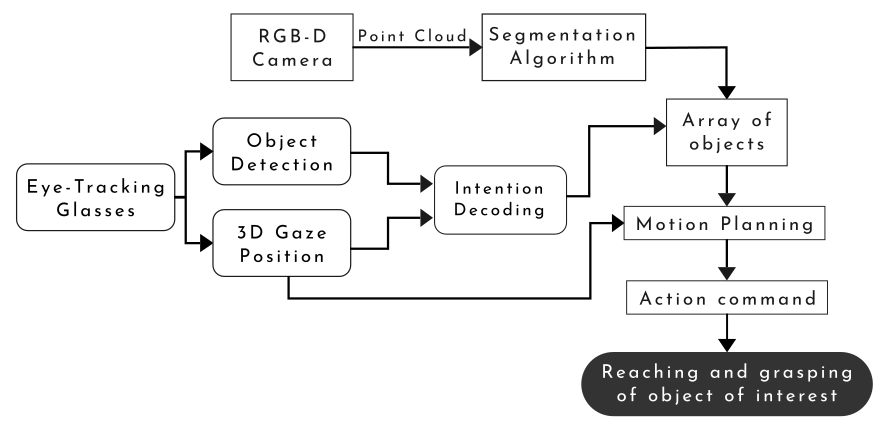 RGB-D
Camera
Point Cloud
Segmentation
Algorithm
Array of
objects
Object
Detection
Eye-Tracking
Glasses
3D Gaze
Position
Intention
Decoding
Motion Planning
Action command
Reaching and grasping
of object of interest